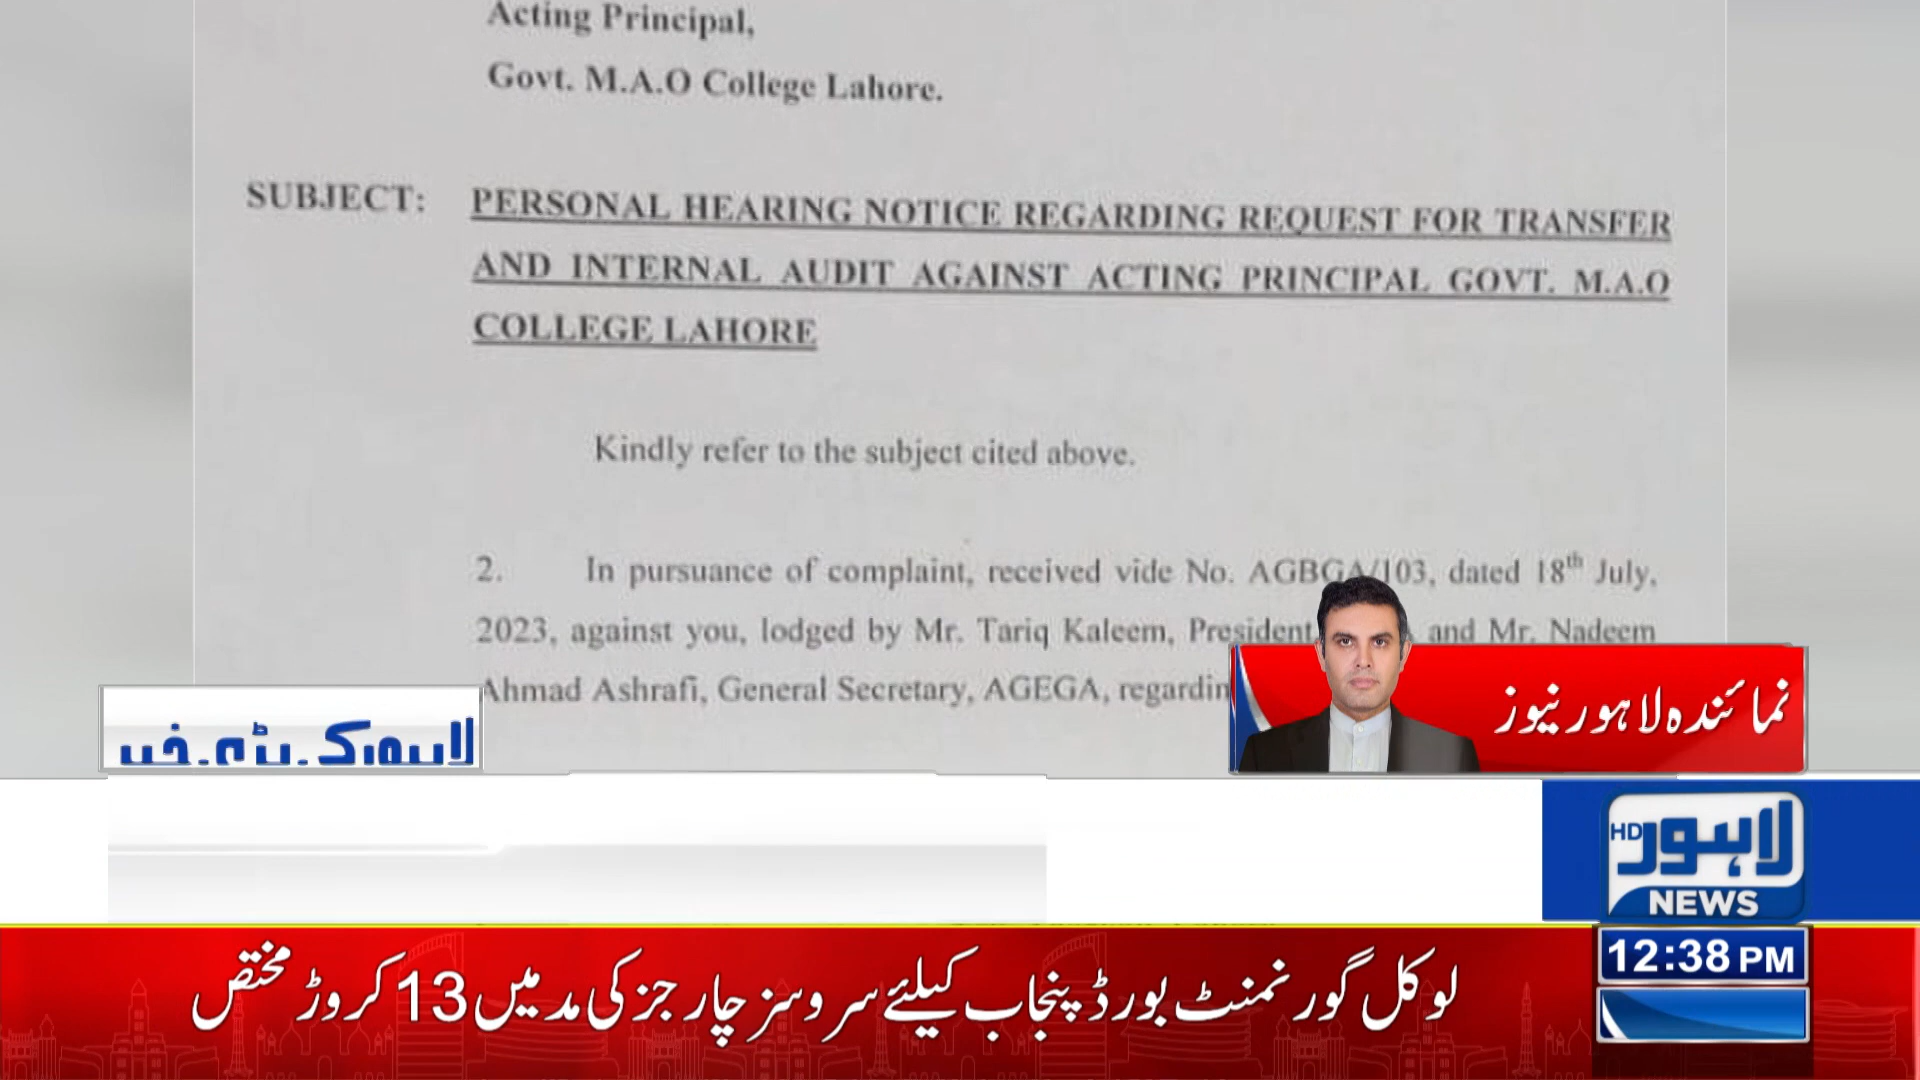 Acting Principal,
Govt. M.A.O College Lahore.
SUBJECT: PERSONAL HEARING NOTICE REGARDING REQUEST FOR TRANSFER
AND INTERNAL AUDIT AGAINST ACTING PRINCIPAL GOVT. M.A.O
COLLEGE LAHORE
Kindly refer to the subject cited above.
2. In pursuance of complaint, received vide No. AGBGA/103, dated 18th July,
2023, against you, lodged by Mr. Tariq Kaleem, President and Mr. Nadeem
Ahmad Ashrafi, General Secretary, AGEGA,
نمائندہ لاہور نیوز
لاہور HD
NEWS
12:38 PM
لوکل گورنمنٹ بورڈ پنجاب کیلئے سروسز چارجز کی مد میں 13 کروڑ مختص